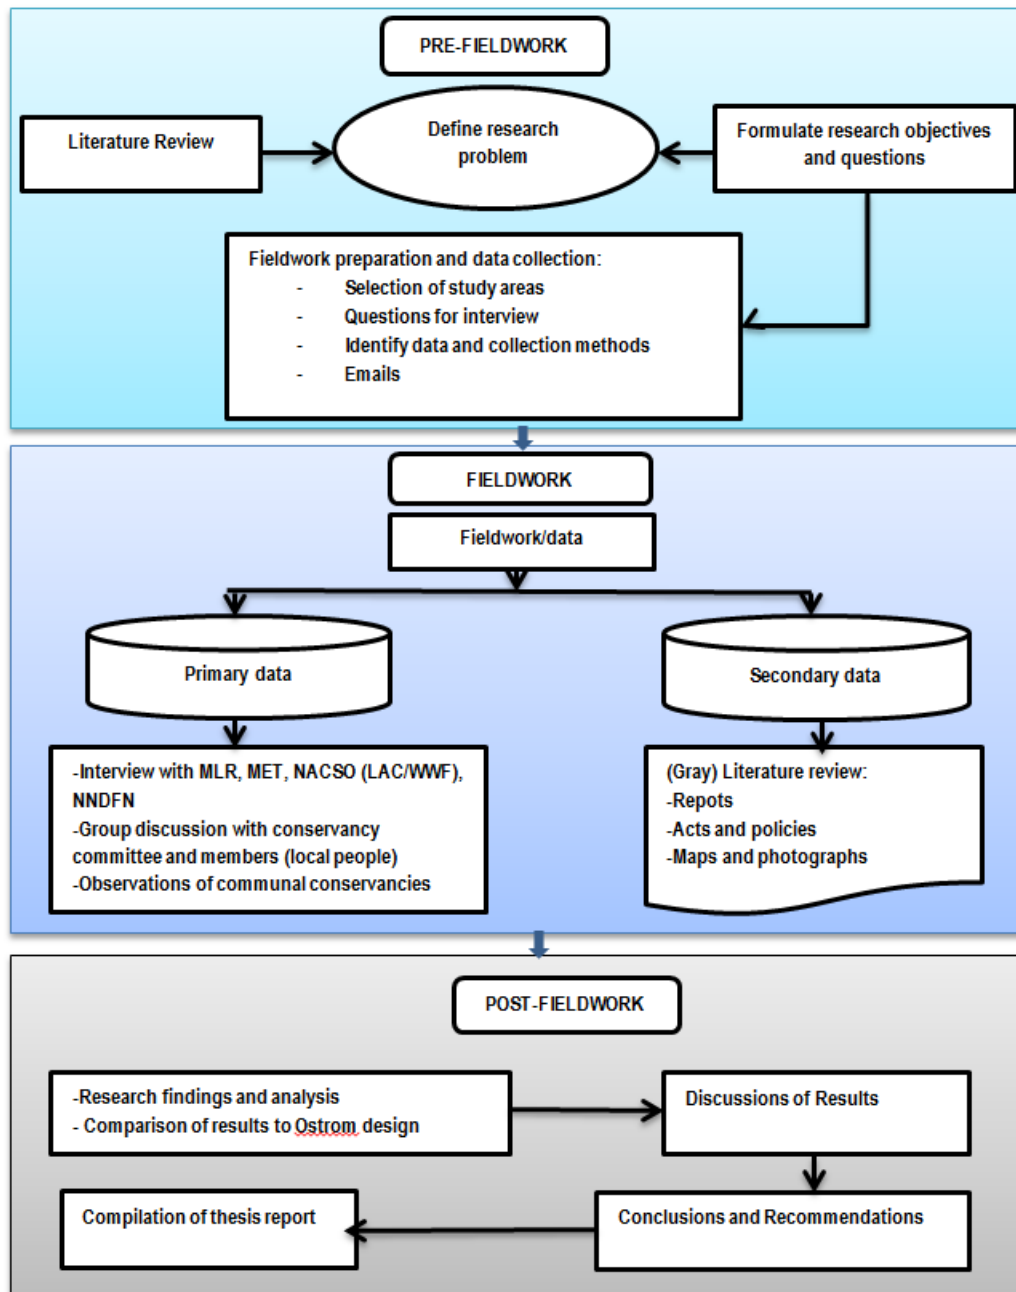 PRE-FIELDWORK
Literature Review
Define research
problem
Formulate research objectives
and questions
Fieldwork preparation and data collection:
- Selection of study areas
- Questions for interview
- Identify data and collection methods
- Emails
FIELDWORK
Fieldwork/data
Primary data
Secondary data
-Interview with MLR, MET, NACSO (LAC/WWF),
NNDFN
-Group discussion with conservancy
committee and members (local people)
-Observations of communal conservancies
(Gray) Literature review:
-Repots
-Acts and policies
-Maps and photographs
POST-FIELDWORK
-Research findings and analysis
- Comparison of results to Ostrom design
Discussions of Results
Compilation of thesis report
Conclusions and Recommendations